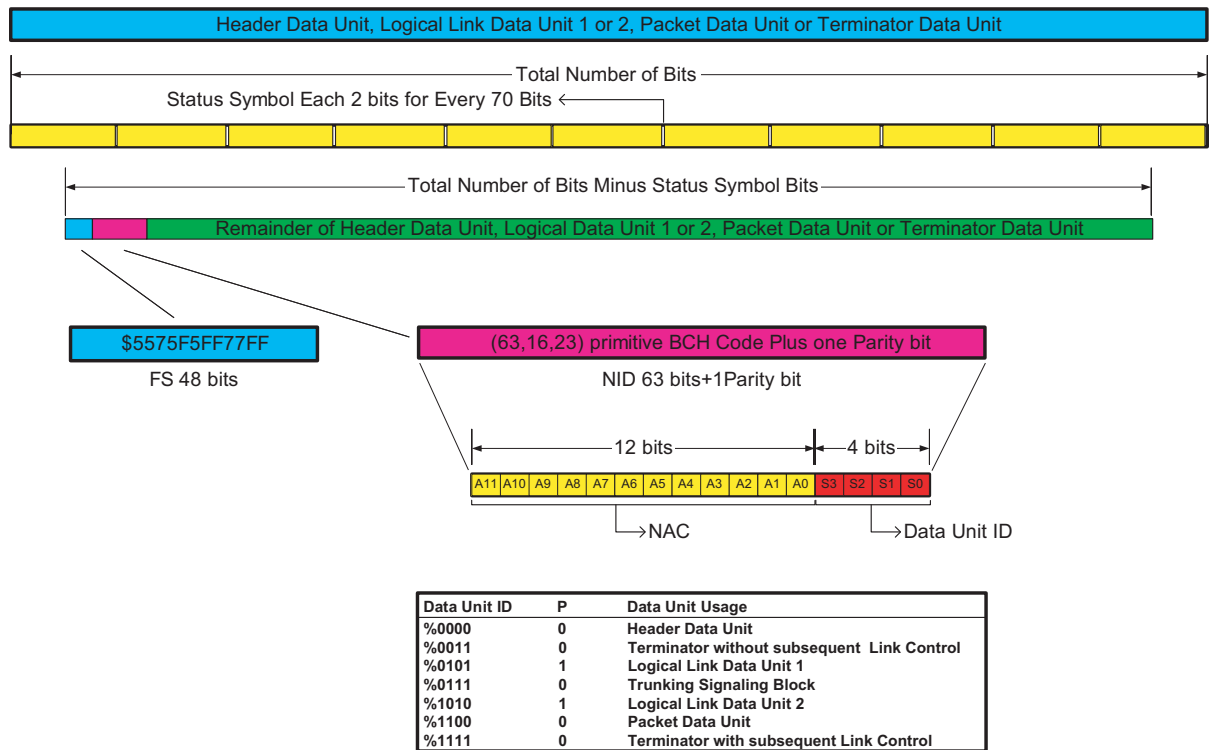 Header Data Unit, Logical Link Data Unit 1 or 2, Packet Data Unit or Terminator Data Unit
Total Number of Bits
Status Symbol Each 2 bits for Every 70 Bits
Total Number of Bits Minus Status Symbol Bits
Remainder of Header Data Unit, Logical Data Unit 1 or 2, Packet Data Unit or Terminator Data Unit
$5575F5FF77FF
(63,16,23) primitive BCH Code Plus one Parity bit
FS 48 bits
NID 63 bits+1Parity bit
12 bits
4 bits
A11 A10 A9 A8 A7 A6 A5 A4 A3 A2 A1 A0 S3 S2 S1 S0
NAC
Data Unit ID
Data Unit ID P Data Unit Usage
%0000 0 Header Data Unit
%0011 0 Terminator without subsequent Link Control
%0101 1 Logical Link Data Unit 1
%0111 0 Trunking Signaling Block
%1010 1 Logical Link Data Unit 2
%1100 0 Packet Data Unit
%1111 0 Terminator with subsequent Link Control